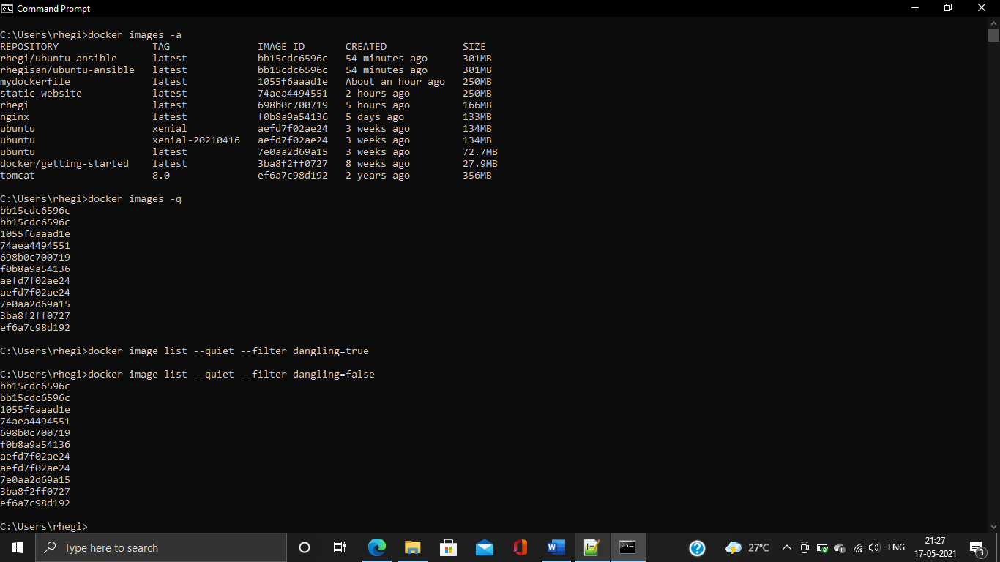 Command Prompt
C:\Users\rhegi>docker images -a
REPOSITORY TAG IMAGE ID CREATED SIZE
rhegi/ubuntu-ansible latest bb15cdc6596c 54 minutes ago 301MB
rhegisan/ubuntu-ansible latest bb15cdc6596c 54 minutes ago 301MB
mydockerfile latest 1055f6aaad1e About an hour ago 250MB
static-website latest 74aea4494551 2 hours ago 250MB
rhegi latest 698b0c700719 5 hours ago 166MB
nginx latest f0b8a9a54136 5 days ago 133MB
ubuntu xenial aefd7f02ae24 3 weeks ago 134MB
ubuntu xenial-20210416 aefd7f02ae24 3 weeks ago 134MB
ubuntu latest 7e0aa2d69a15 3 weeks ago 72.7MB
docker/getting-started latest 3ba8f2ff0727 8 weeks ago 27.9MB
tomcat 8.0 ef6a7c98d192 2 years ago 356MB
C:\Users\rhegi>docker images -q
bb15cdc6596c
bb15cdc6596c
1055f6aaad1e
74aea4494551
698b0c700719
f0b8a9a54136
aefd7f02ae24
aefd7f02ae24
7e0aa2d69a15
3ba8f2ff0727
ef6a7c98d192
C:\Users\rhegi>docker image list --quiet --filter dangling=true
C:\Users\rhegi>docker image list --quiet --filter dangling=false
bb15cdc6596c
bb15cdc6596c
1055f6aaad1e
74aea4494551
698b0c700719
f0b8a9a54136
aefd7f02ae24
aefd7f02ae24
7e0aa2d69a15
3ba8f2ff0727
ef6a7c98d192
C:\Users\rhegi>
Type here to search 27°C ENG 21:27
17-05-2021 3